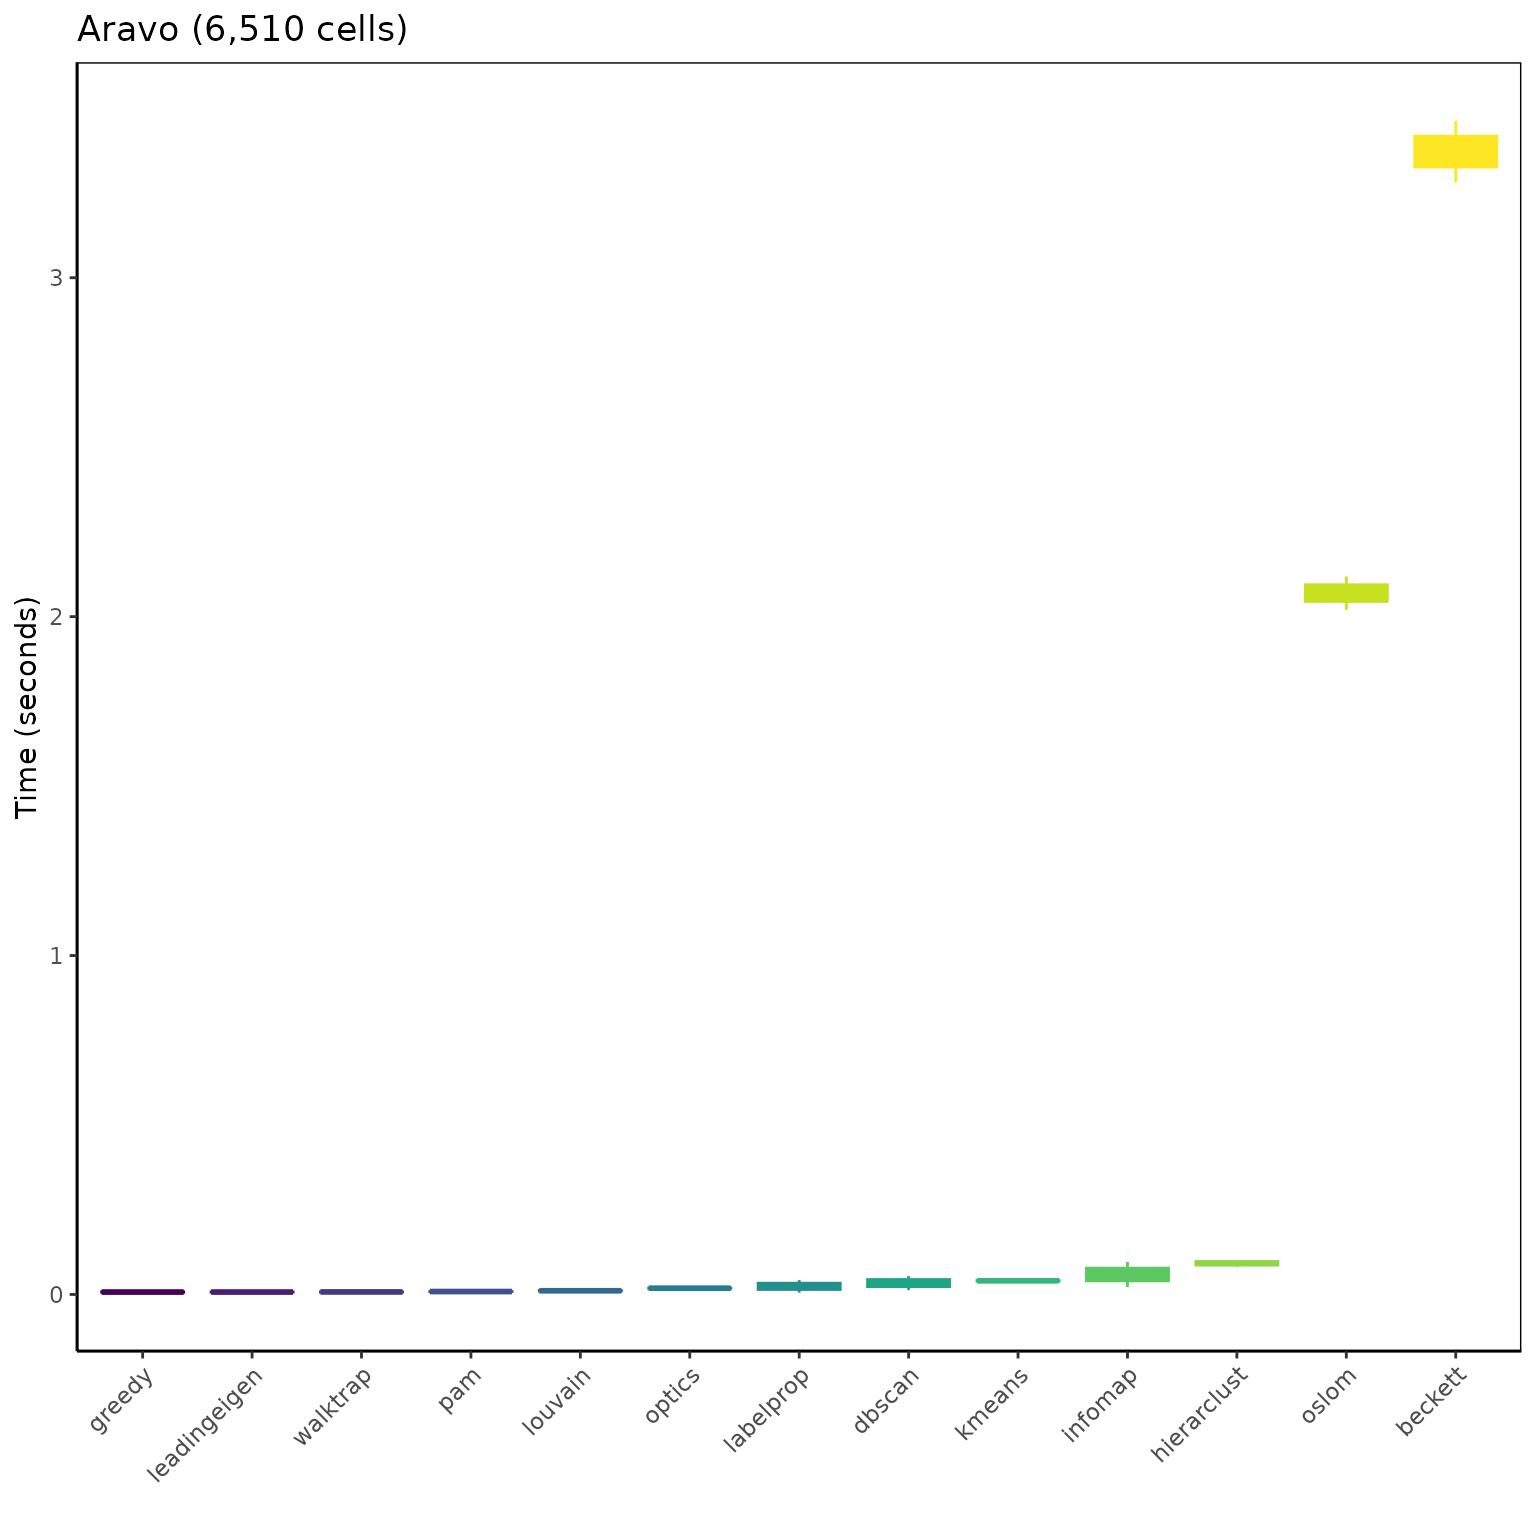 Aravo (6,510 cells)
Time (seconds)
3
2
1
0
greedy
leadingeigen
walktrap
pam
louvain
optics
labelprop
dbscan
kmeans
infomap
hierarclust
oslom
beckett